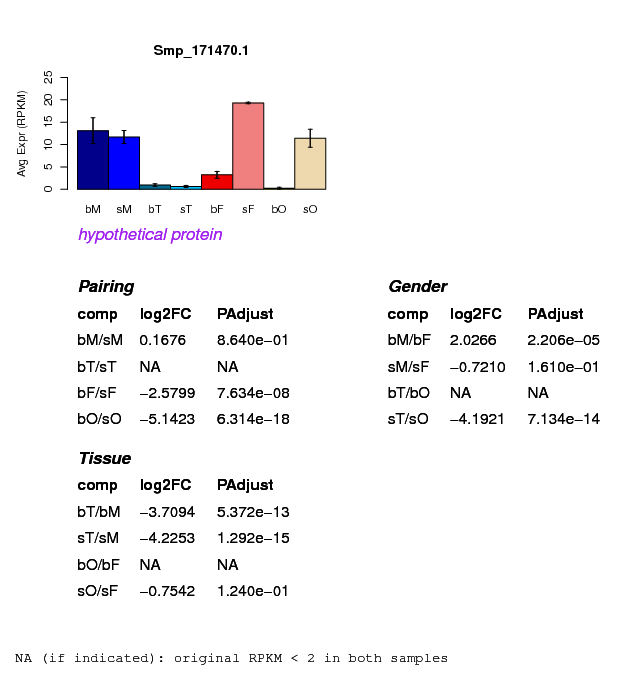 Smp_171470.1
Avg Expr (RPKM)
25
20
15
10
5
0
bM sM bT sT bF sF bO sO
hypothetical protein
Pairing
comp log2FC PAdjust
bM/sM 0.1676 8.640e−01
bT/sT NA NA
bF/sF −2.5799 7.634e−08
bO/sO −5.1423 6.314e−18
Gender
comp log2FC PAdjust
bM/bF 2.0266 2.206e−05
sM/sF −0.7210 1.610e−01
bT/bO NA NA
sT/sO −4.1921 7.134e−14
Tissue
comp log2FC PAdjust
bT/bM −3.7094 5.372e−13
sT/sM −4.2253 1.292e−15
bO/bF NA NA
sO/sF −0.7542 1.240e−01
NA (if indicated): original RPKM < 2 in both samples